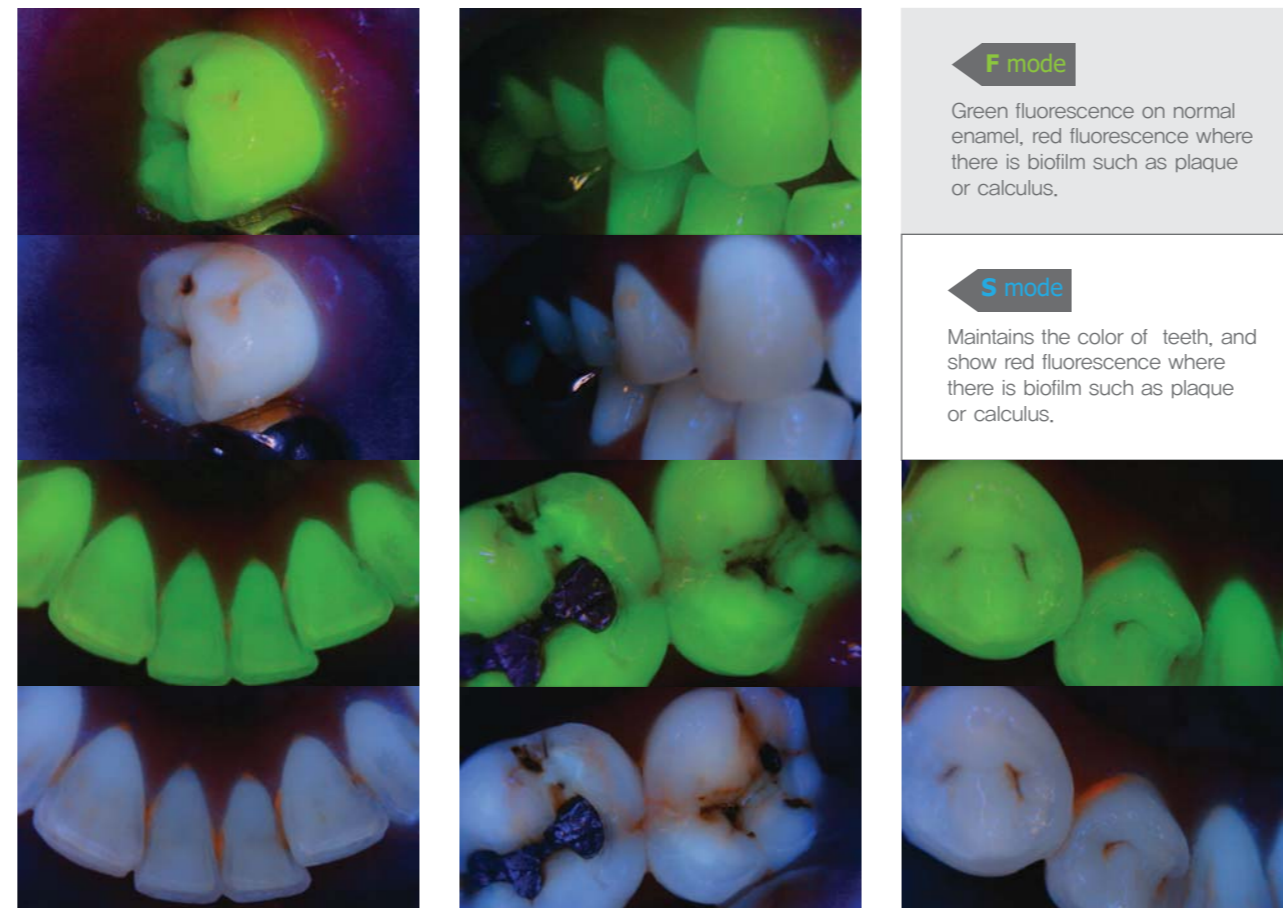 F mode
Green fluorescence on normal
enamel, red fluorescence where
there is biofilm such as plaque
or calculus.
S mode
Maintains the color of teeth, and
show red fluorescence where
there is biofilm such as plaque
or calculus.